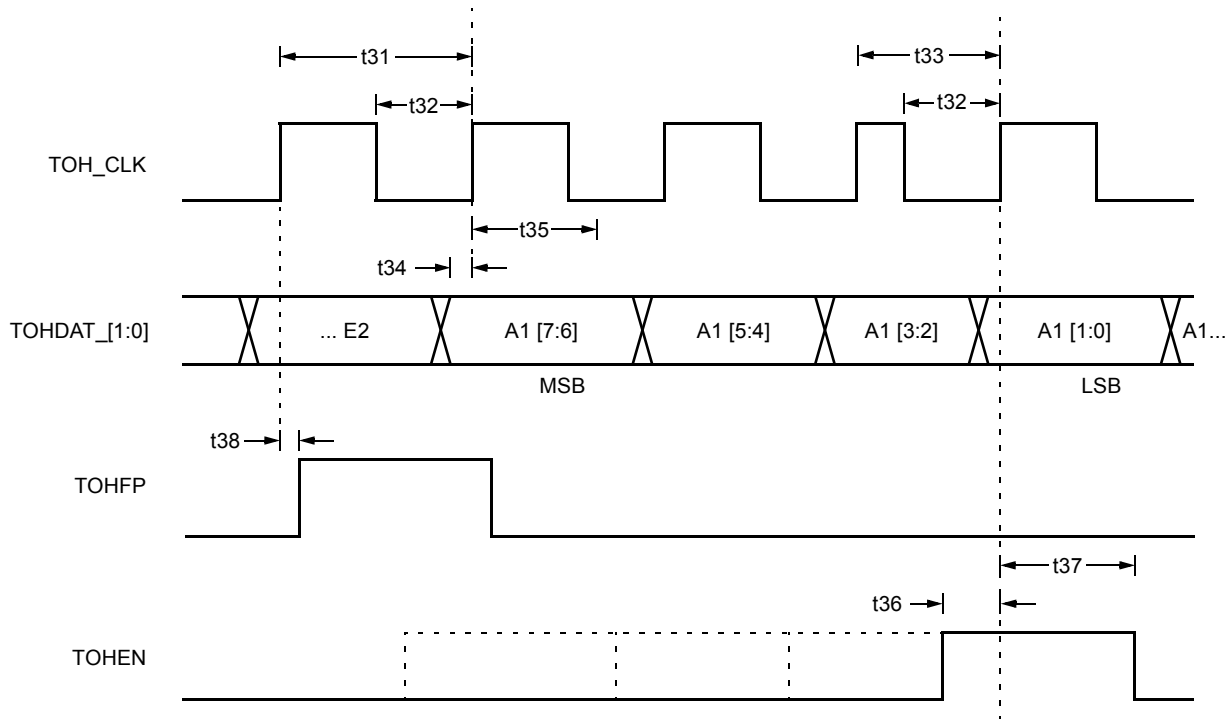 t31
t33
t32
t32
TOH_CLK
t35
t34
TOHDAT_[1:0]
... E2
A1 [7:6]
A1 [5:4]
A1 [3:2]
A1 [1:0]
A1...
MSB
LSB
t38
TOHFP
t37
t36
TOHEN